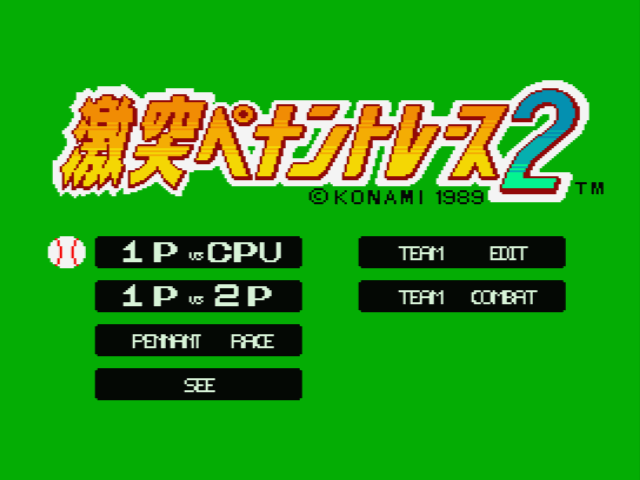 激突ペナントレース2
©KONAMI 1989 TM
1P vs CPU
1P vs 2P
PENNANT RACE
SEE
TEAM EDIT
TEAM COMBAT